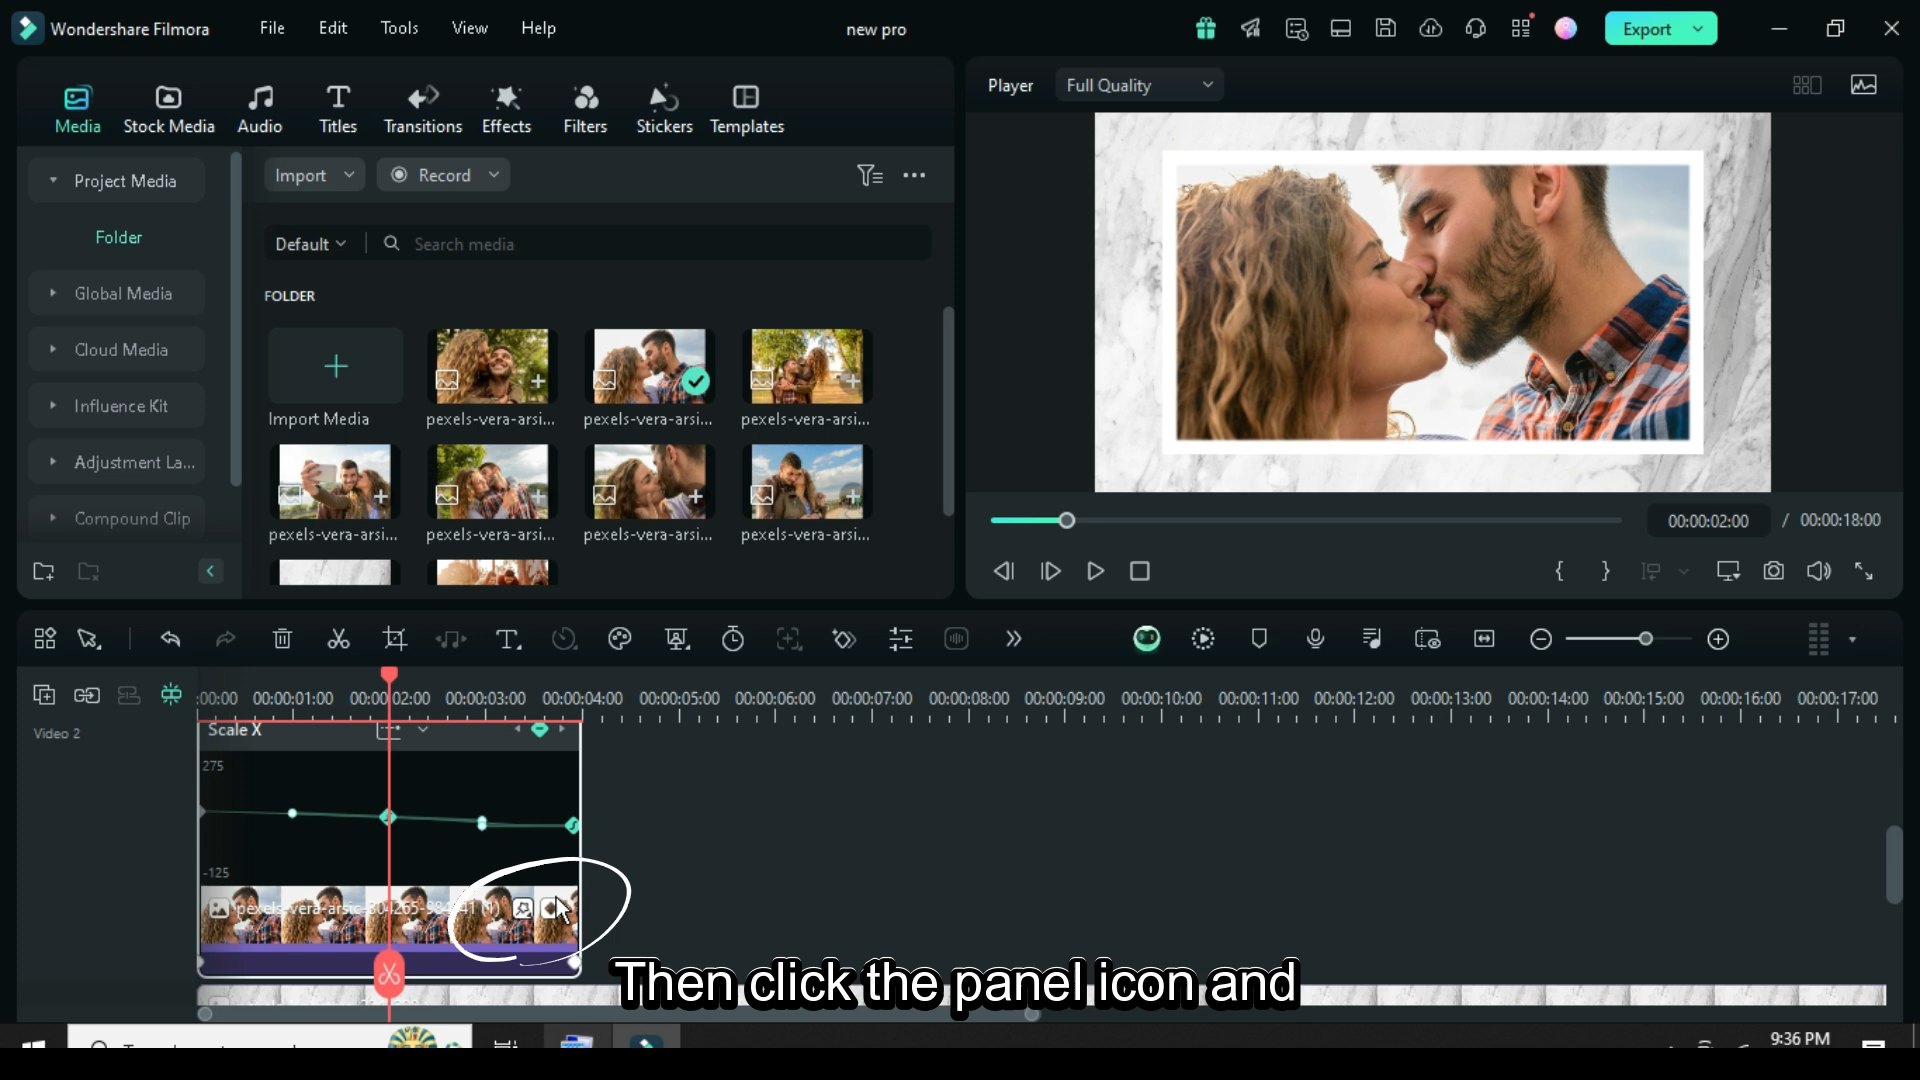 Wondershare Filmora
File
Edit
Tools
View
Help
new pro
Export
Media
Stock Media
Audio
Titles
Transitions
Effects
Filters
Stickers
Templates
Player
Full Quality
Project Media
Folder
Global Media
Cloud Media
Influence Kit
Adjustment La...
Compound Clip
Import
Record
Default
Search media
FOLDER
Import Media
pexels-vera-arsi...
pexels-vera-arsi...
pexels-vera-arsi...
pexels-vera-arsi...
pexels-vera-arsi...
pexels-vera-arsi...
pexels-vera-arsi...
00:00:02:00 / 00:00:18:00
:00:00 00:00:01:00 00:00:02:00 00:00:03:00 00:00:04:00 00:00:05:00 00:00:06:00 00:00:07:00 00:00:08:00 00:00:09:00 00:00:10:00 00:00:11:00 00:00:12:00 00:00:13:00 00:00:14:00 00:00:15:00 00:00:16:00 00:00:17:00
Video 2
Scale X
275
-125
Then click the panel icon and
9:36 PM